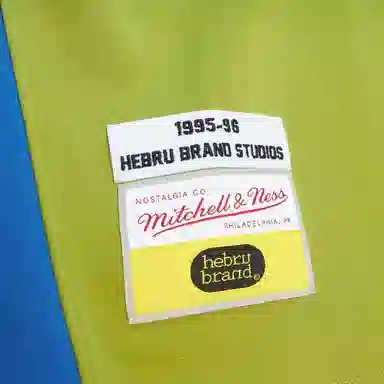 1995-96
HEBRU BRAND STUDIOS
NOSTALGIA CO.
Mitchell & Ness
PHILADELPHIA, PA
hebru
brand®